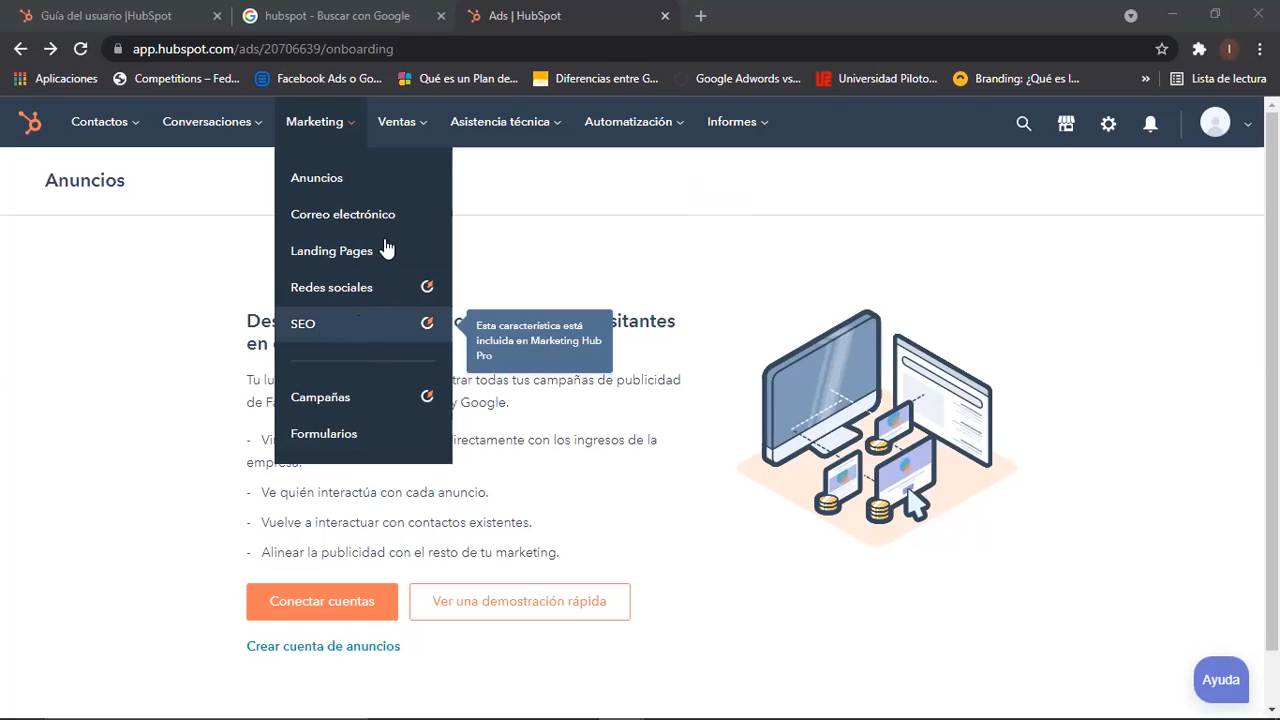 Guía del usuario |HubSpot
hubspot - Buscar con Google
Ads | HubSpot
app.hubspot.com/ads/20706639/onboarding
Aplicaciones
Competitions – Fed...
Facebook Ads o Go...
Qué es un Plan de...
Diferencias entre G...
Google Adwords vs...
Universidad Piloto...
Branding: ¿Qué es l...
»
Lista de lectura
Contactos
Conversaciones
Marketing
Ventas
Asistencia técnica
Automatización
Informes
Anuncios
Anuncios
Correo electrónico
Landing Pages
Redes sociales
SEO
Esta característica está
incluida en Marketing Hub
Pro
Campañas
Formularios
Des
sitantes
en
Tu lu
trar todas tus campañas de publicidad
de Fa
y Google.
- Vin
directamente con los ingresos de la
empresa.
- Ve quién interactúa con cada anuncio.
- Vuelve a interactuar con contactos existentes.
- Alinear la publicidad con el resto de tu marketing.
Conectar cuentas
Ver una demostración rápida
Crear cuenta de anuncios
Ayuda